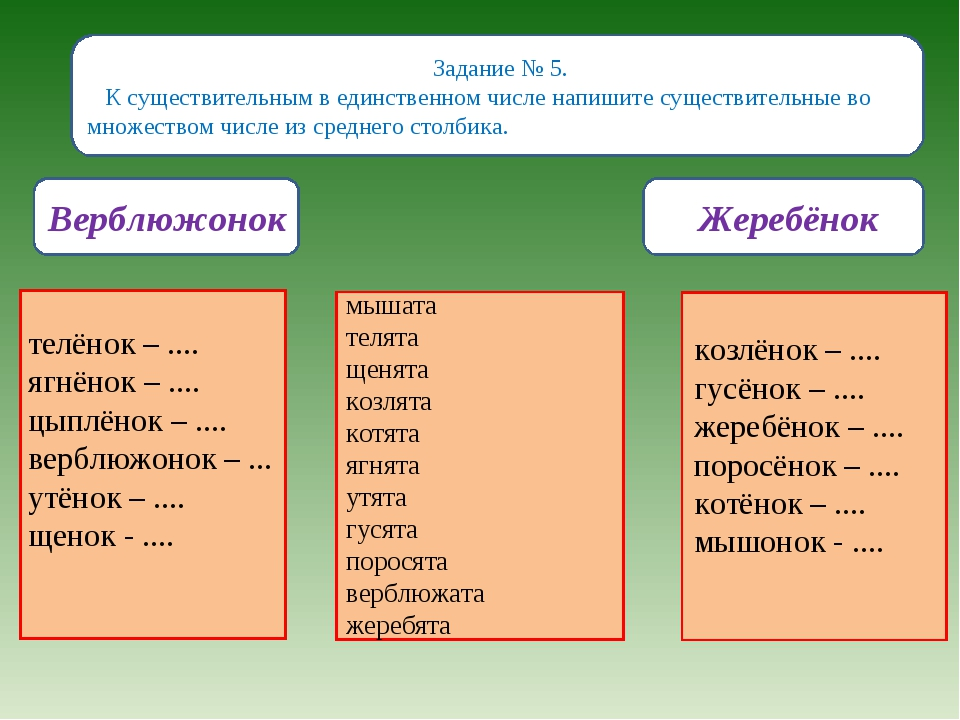 Задание № 5.
К существительным в единственном числе напишите существительные во
множеством числе из среднего столбика.
Верблюжонок
Жеребёнок
телёнок – ....
ягнёнок – ....
цыплёнок – ....
верблюжонок – ...
утёнок – ....
щенок - ....
мышата
телята
щенята
козлята
котята
ягнята
утята
гусята
поросята
верблюжата
жеребята
козлёнок – ....
гусёнок – ....
жеребёнок – ....
поросёнок – ....
котёнок – ....
мышонок - ....